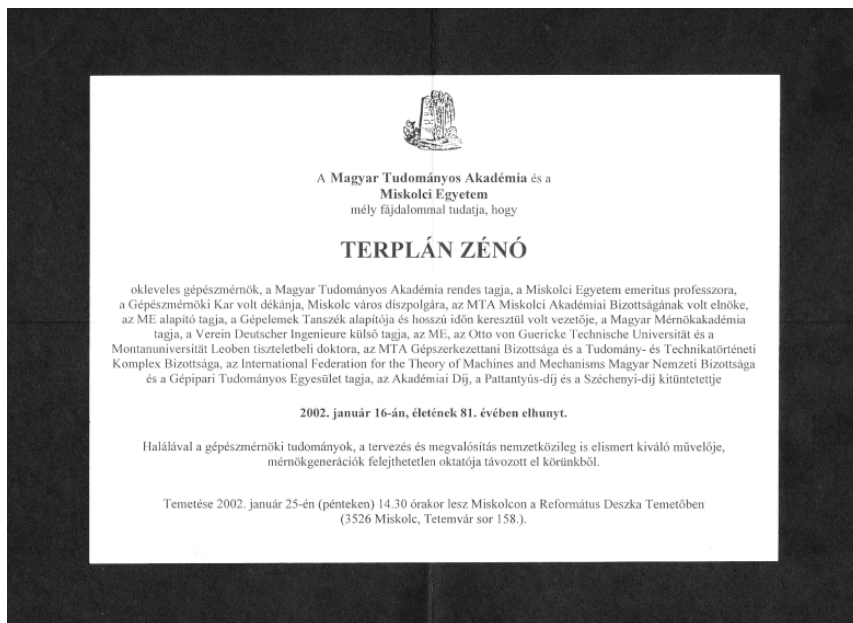 A Magyar Tudományos Akadémia és a
Miskolci Egyetem
mély fájdalommal tudatja, hogy
TERPLÁN ZÉNÓ
okleveles gépészmérnök, a Magyar Tudományos Akadémia rendes tagja, a Miskolci Egyetem emeritus professzora,
a Gépészmérnöki Kar volt dékánja, Miskolc város díszpolgára, az MTA Miskolci Akadémiai Bizottságának volt elnöke,
az ME alapító tagja, a Gépelemek Tanszék alapítója és hosszú időn keresztül volt vezetője, a Magyar Mérnökakadémia
tagja, a Verein Deutscher Ingenieure külső tagja, az ME, az Otto von Guericke Technische Universität és a
Montanuniversität Leoben tiszteletbeli doktora, az MTA Gépszerkezettani Bizottsága és a Tudomány- és Technikatörténeti
Komplex Bizottsága, az International Federation for the Theory of Machines and Mechanisms Magyar Nemzeti Bizottsága
és a Gépipari Tudományos Egyesület tagja, az Akadémiai Díj, a Pattantyús-díj és a Széchenyi-díj kitüntetettje
2002. január 16-án, életének 81. évében elhunyt.
Halálával a gépészmérnöki tudományok, a tervezés és megvalósítás nemzetközileg is elismert kiváló művelője,
mérnökgenerációk felejthetetlen oktatója távozott el körünkből.
Temetése 2002. január 25-én (pénteken) 14.30 órakor lesz Miskolcon a Református Deszka Temetőben
(3526 Miskolc, Tetemvár sor 158.).